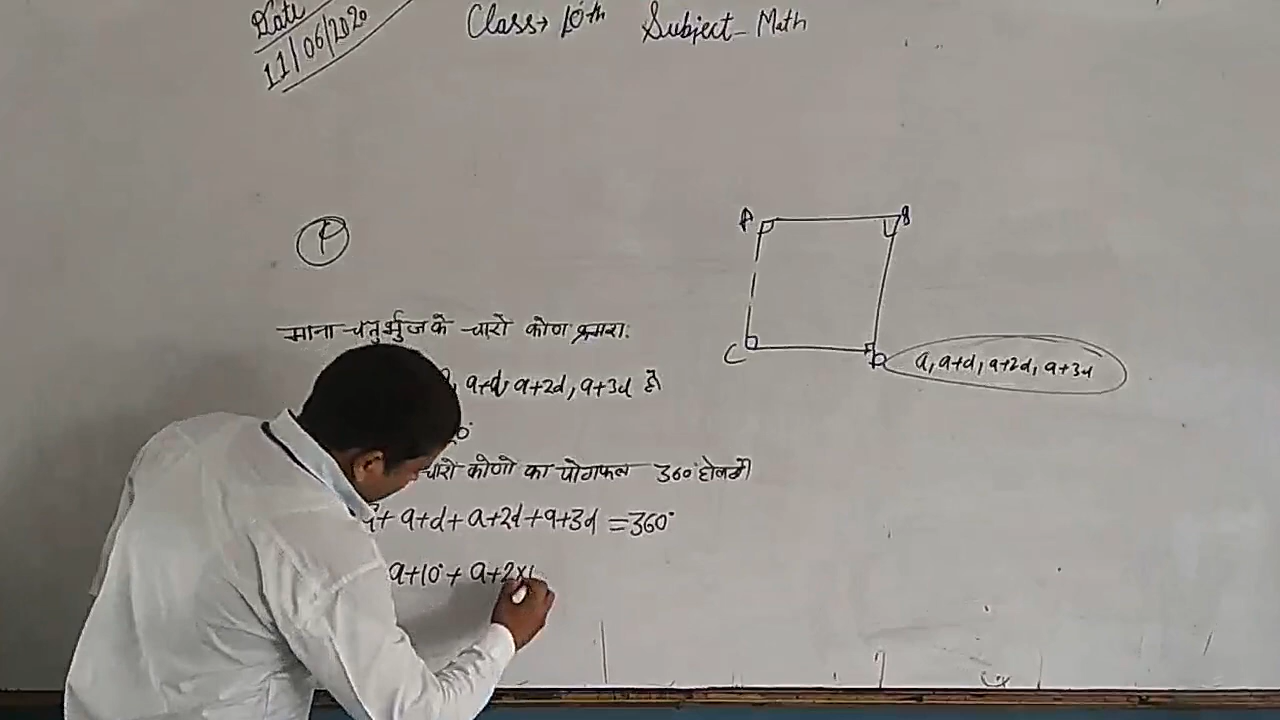 Date
11/06/2020
Class→ 10th Subject- Math
P
A B
माना चतुर्भुज के चारो कोण क्रमशः
C D a, a+d, a+2d, a+3d
a+d, a+2d, a+3d हो
चारो कोणो का योगफल 360°
a+d+a+2d+a+3d = 360°
a+10°+ a+2×1